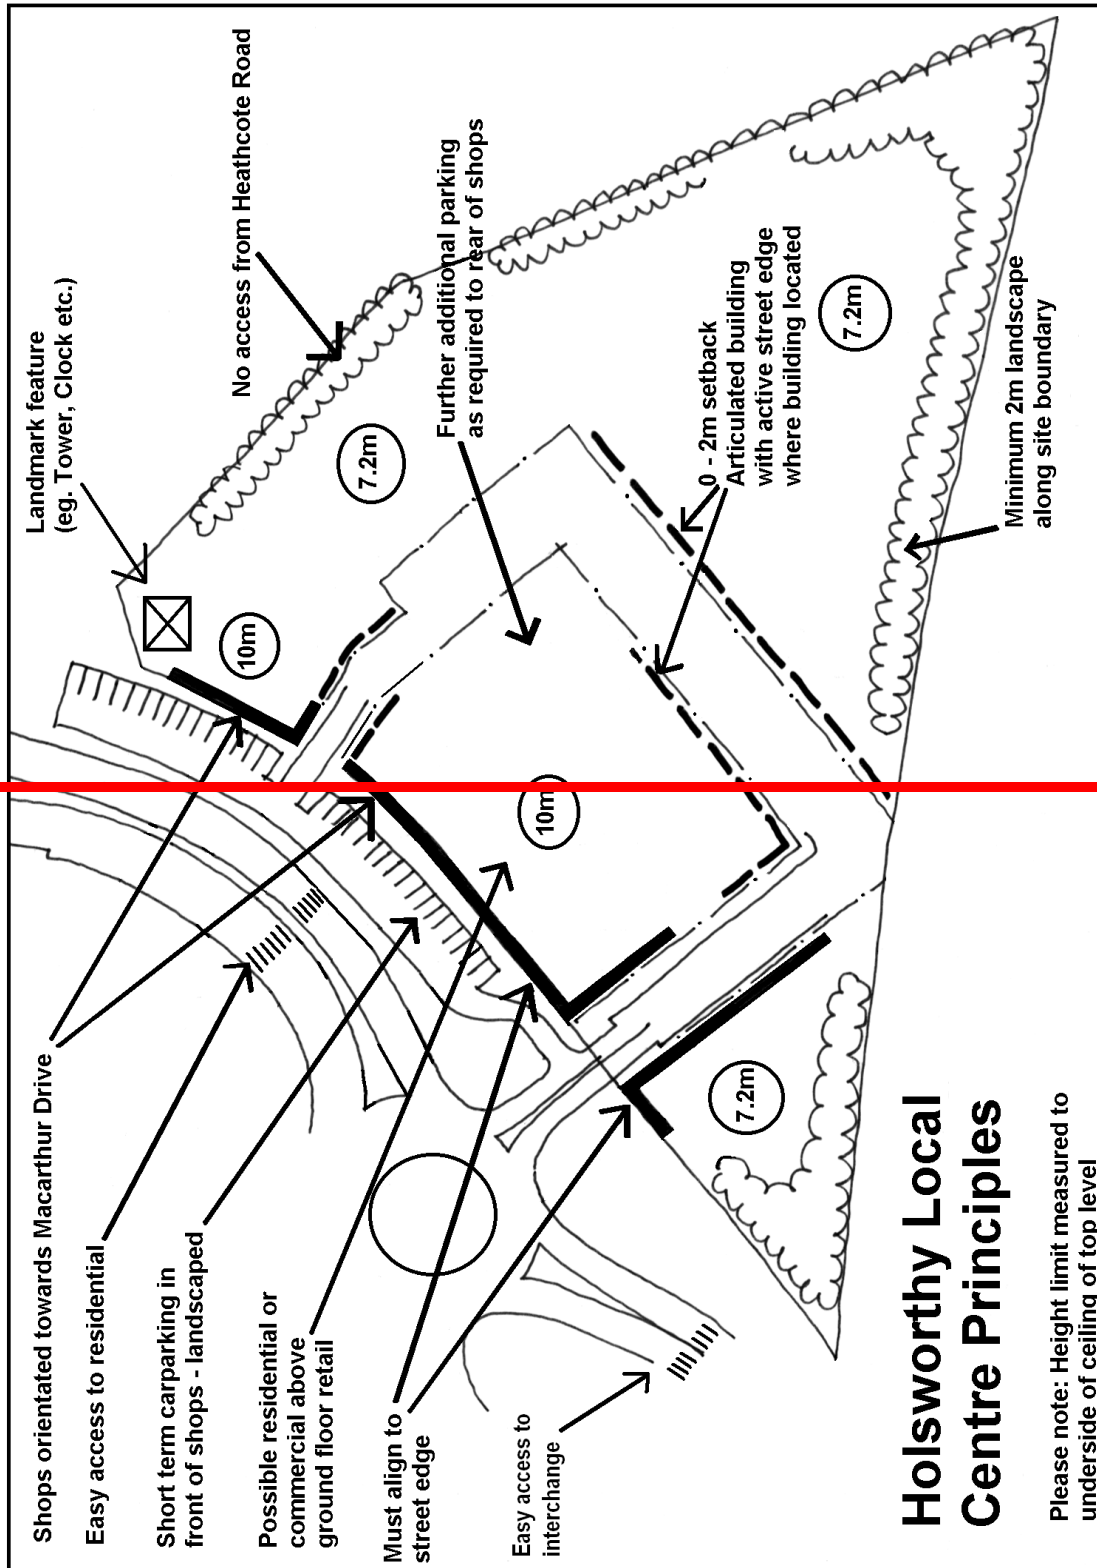 Landmark feature
(eg. Tower, Clock etc.)
No access from Heathcote Road
Further additional parking
as required to rear of shops
0 - 2m setback
Articulated building
with active street edge
where building located
Minimum 2m landscape
along site boundary
7.2m
7.2m
10m
10m
7.2m
Shops orientated towards Macarthur Drive
Easy access to residential
Short term carparking in
front of shops - landscaped
Possible residential or
commercial above
ground floor retail
Must align to
street edge
Easy access to
interchange
Holsworthy Local
Centre Principles
Please note: Height limit measured to
underside of ceiling of top level